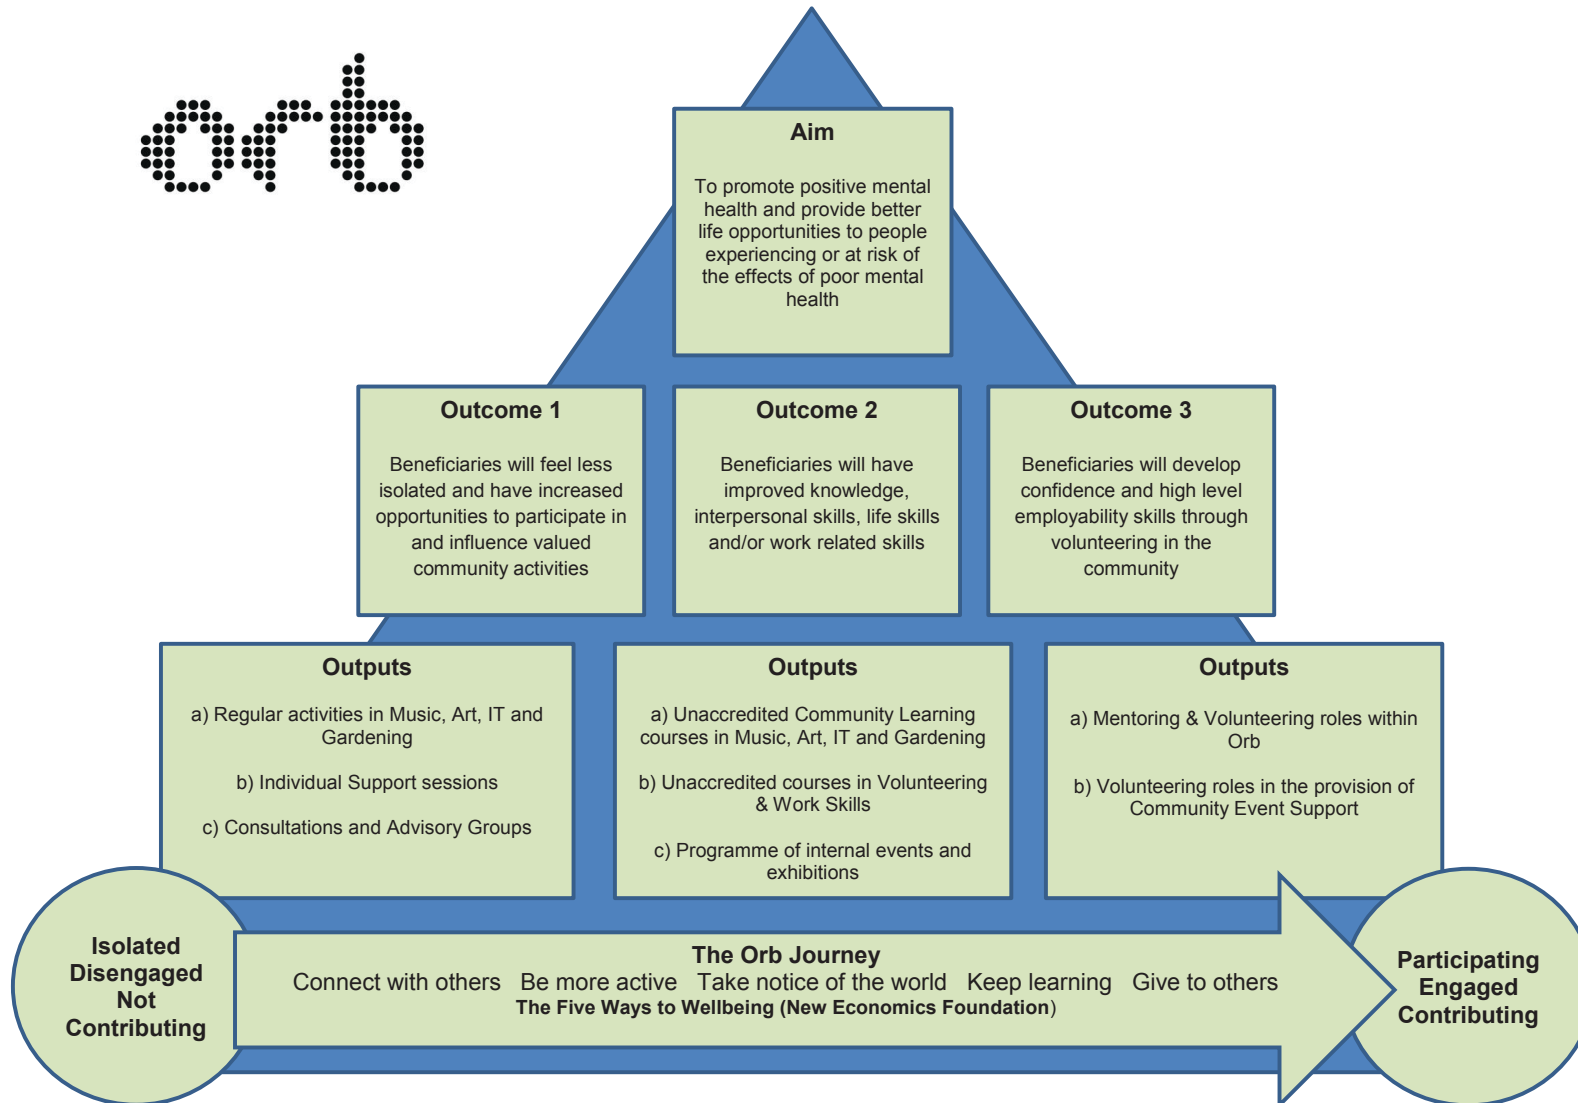 orb
Aim
To promote positive mental
health and provide better
life opportunities to people
experiencing or at risk of
the effects of poor mental
health
Outcome 1
Beneficiaries will feel less
isolated and have increased
opportunities to participate in
and influence valued
community activities
Outcome 2
Beneficiaries will have
improved knowledge,
interpersonal skills, life skills
and/or work related skills
Outcome 3
Beneficiaries will develop
confidence and high level
employability skills through
volunteering in the
community
Outputs
a) Regular activities in Music, Art, IT and
Gardening
b) Individual Support sessions
c) Consultations and Advisory Groups
Outputs
a) Unaccredited Community Learning
courses in Music, Art, IT and Gardening
b) Unaccredited courses in Volunteering
& Work Skills
c) Programme of internal events and
exhibitions
Outputs
a) Mentoring & Volunteering roles within
Orb
b) Volunteering roles in the provision of
Community Event Support
Isolated
Disengaged
Not
Contributing
The Orb Journey
Connect with others Be more active Take notice of the world Keep learning Give to others
The Five Ways to Wellbeing (New Economics Foundation)
Participating
Engaged
Contributing